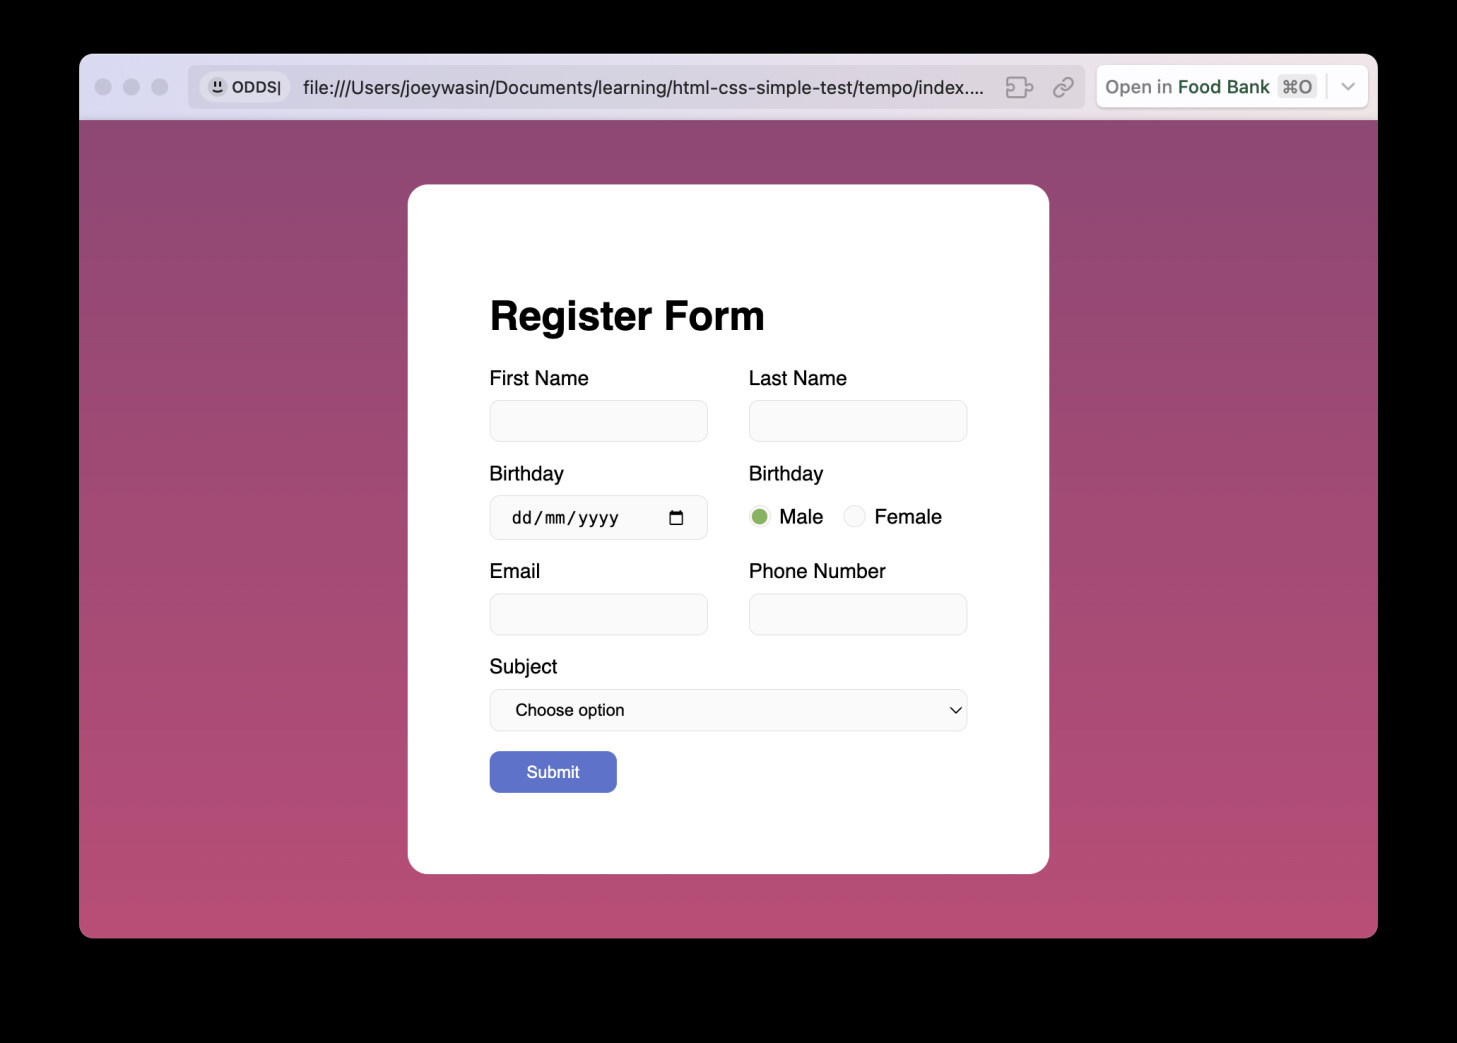 ODDS| file:///Users/joeywasin/Documents/learning/html-css-simple-test/tempo/index.... Open in Food Bank ⌘O
Register Form
First Name Last Name
Birthday Birthday
dd/mm/yyyy Male Female
Email Phone Number
Subject
Choose option
Submit